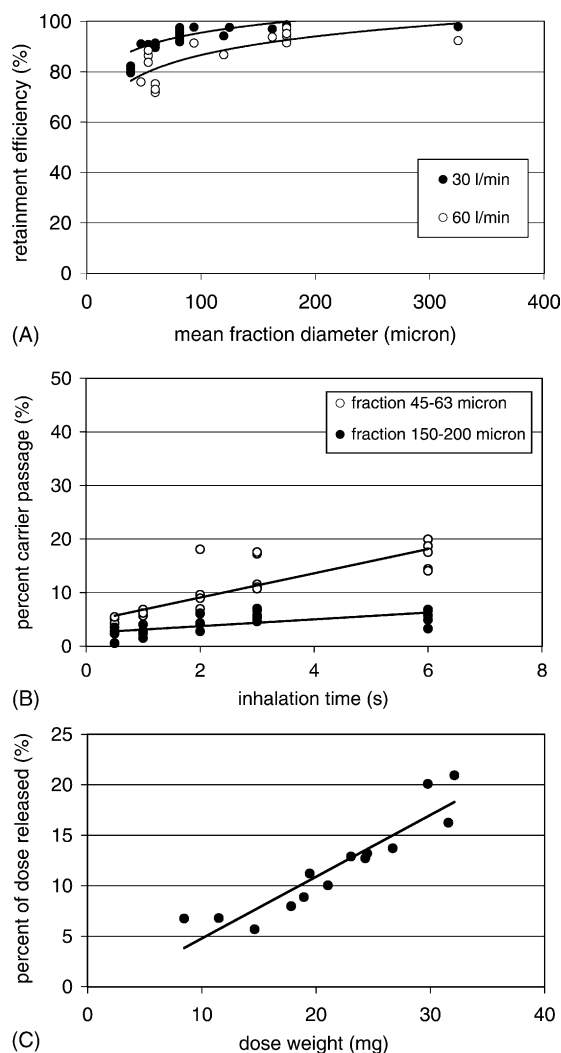 100
80
60
40
20
0
retainment efficiency (%)
30 l/min
60 l/min
0 100 200 300 400
mean fraction diameter (micron)
(A)
50
40
30
20
10
0
percent carrier passage (%)
fraction 45-63 micron
fraction 150-200 micron
0 2 4 6 8
inhalation time (s)
(B)
25
20
15
10
5
0
percent of dose released (%)
0 10 20 30 40
dose weight (mg)
(C)